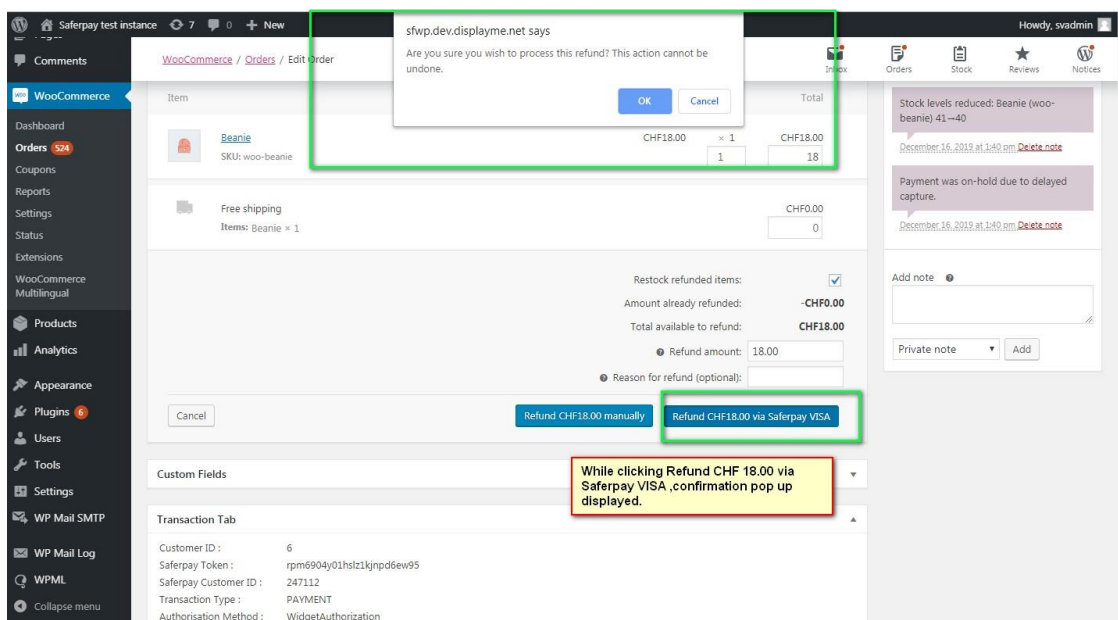 Saferpay test instance 7 0 New
Howdy, svadmin
sfwp.dev.displayme.net says
Are you sure you wish to process this refund? This action cannot be
undone.
OK Cancel
Comments
WooCommerce
Dashboard
Orders 524
Coupons
Reports
Settings
Status
Extensions
WooCommerce
Multilingual
Products
Analytics
Appearance
Plugins 6
Users
Tools
Settings
WP Mail SMTP
WP Mail Log
WPML
Collapse menu
WooCommerce / Orders / Edit Order
Inbox Orders Stock Reviews Notices
Item Total
Beanie CHF18.00 × 1 CHF18.00
SKU: woo-beanie 1 18
Free shipping CHF0.00
Items: Beanie × 1 0
Restock refunded items:
Amount already refunded: -CHF0.00
Total available to refund: CHF18.00
Refund amount: 18.00
Reason for refund (optional):
Cancel Refund CHF18.00 manually Refund CHF18.00 via Saferpay VISA
While clicking Refund CHF 18.00 via
Saferpay VISA ,confirmation pop up
displayed.
Custom Fields
Transaction Tab
Customer ID : 6
Saferpay Token : rpm6904y01hslz1kjnpd6ew95
Saferpay Customer ID : 247112
Transaction Type : PAYMENT
Authorisation Method : WidgetAuthorization
Stock levels reduced: Beanie (woo-
beanie) 41→40
December 16, 2019 at 1:40 pm Delete note
Payment was on-hold due to delayed
capture.
December 16, 2019 at 1:40 pm Delete note
Add note
Private note Add